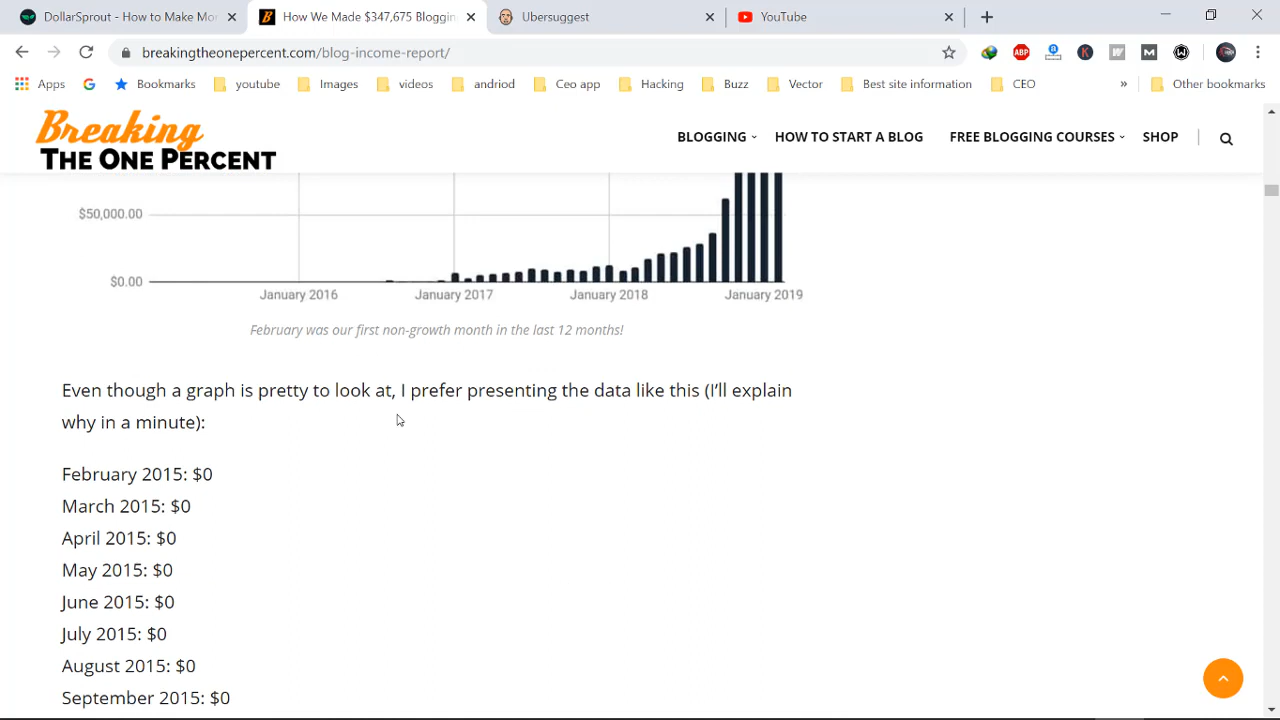 DollarSprout - How to Make Mo
How We Made $347,675 Bloggin
Ubersuggest
YouTube
breakingtheonepercent.com/blog-income-report/
ABP
K
M
Apps
Bookmarks
youtube
Images
videos
andriod
Ceo app
Hacking
Buzz
Vector
Best site information
CEO
»
Other bookmarks
Breaking
THE ONE PERCENT
BLOGGING
HOW TO START A BLOG
FREE BLOGGING COURSES
SHOP
$50,000.00
$0.00
January 2016
January 2017
January 2018
January 2019
February was our first non-growth month in the last 12 months!
Even though a graph is pretty to look at, I prefer presenting the data like this (I’ll explain
why in a minute):
February 2015: $0
March 2015: $0
April 2015: $0
May 2015: $0
June 2015: $0
July 2015: $0
August 2015: $0
September 2015: $0